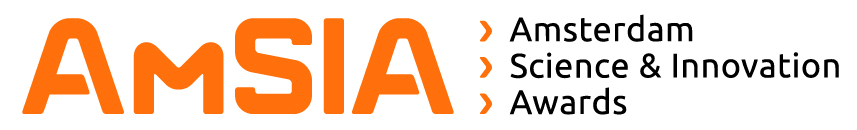 AmSIA
› Amsterdam
› Science & Innovation
› Awards